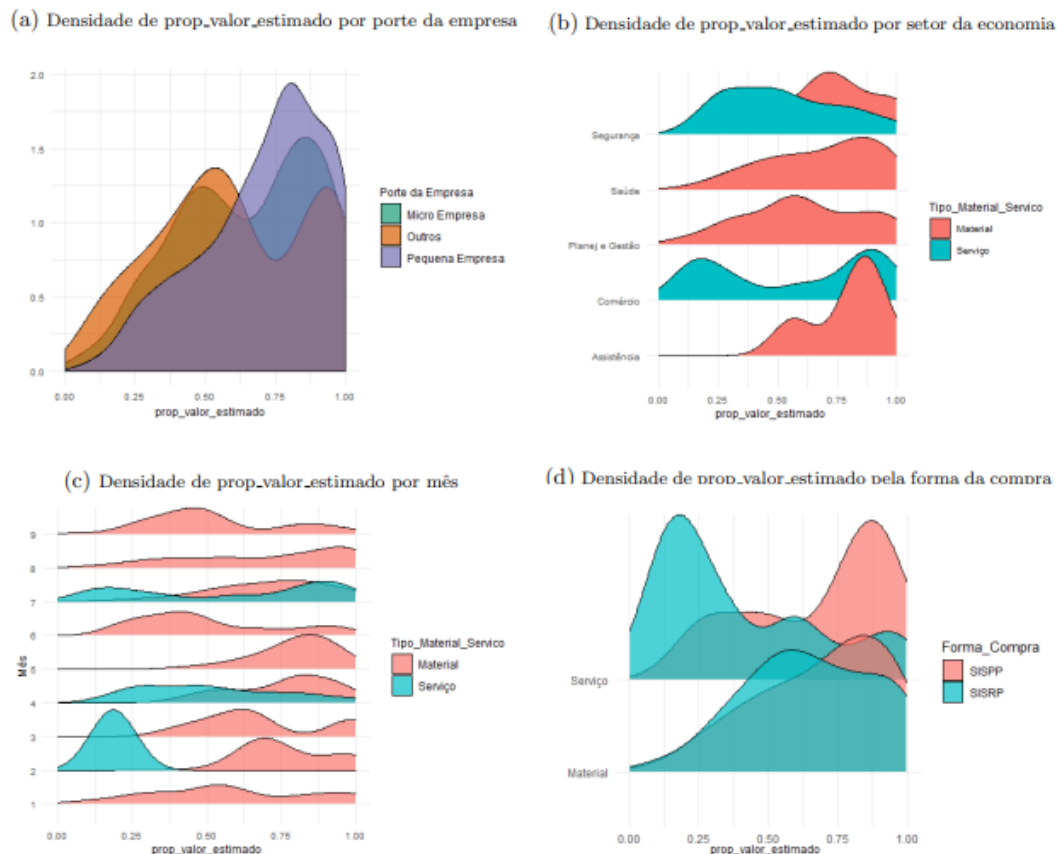 (a) Densidade de prop_valor_estimado por porte da empresa
2.0
1.5
1.0
0.5
0.0
0.00 0.25 0.50 0.75 1.00
prop_valor_estimado
Porte da Empresa
Micro Empresa
Outros
Pequena Empresa
(b) Densidade de prop_valor_estimado por setor da economia
Segurança
Saúde
Planej e Gestão
Comércio
Assistência
0.00 0.25 0.50 0.75 1.00
prop_valor_estimado
Tipo_Material_Servico
Material
Serviço
(c) Densidade de prop_valor_estimado por mês
Mês
9
8
7
6
5
4
3
2
1
0.00 0.25 0.50 0.75 1.00
prop_valor_estimado
Tipo_Material_Servico
Material
Serviço
(d) Densidade de prop_valor_estimado pela forma da compra
Serviço
Material
0.00 0.25 0.50 0.75 1.00
prop_valor_estimado
Forma_Compra
SISPP
SISRP